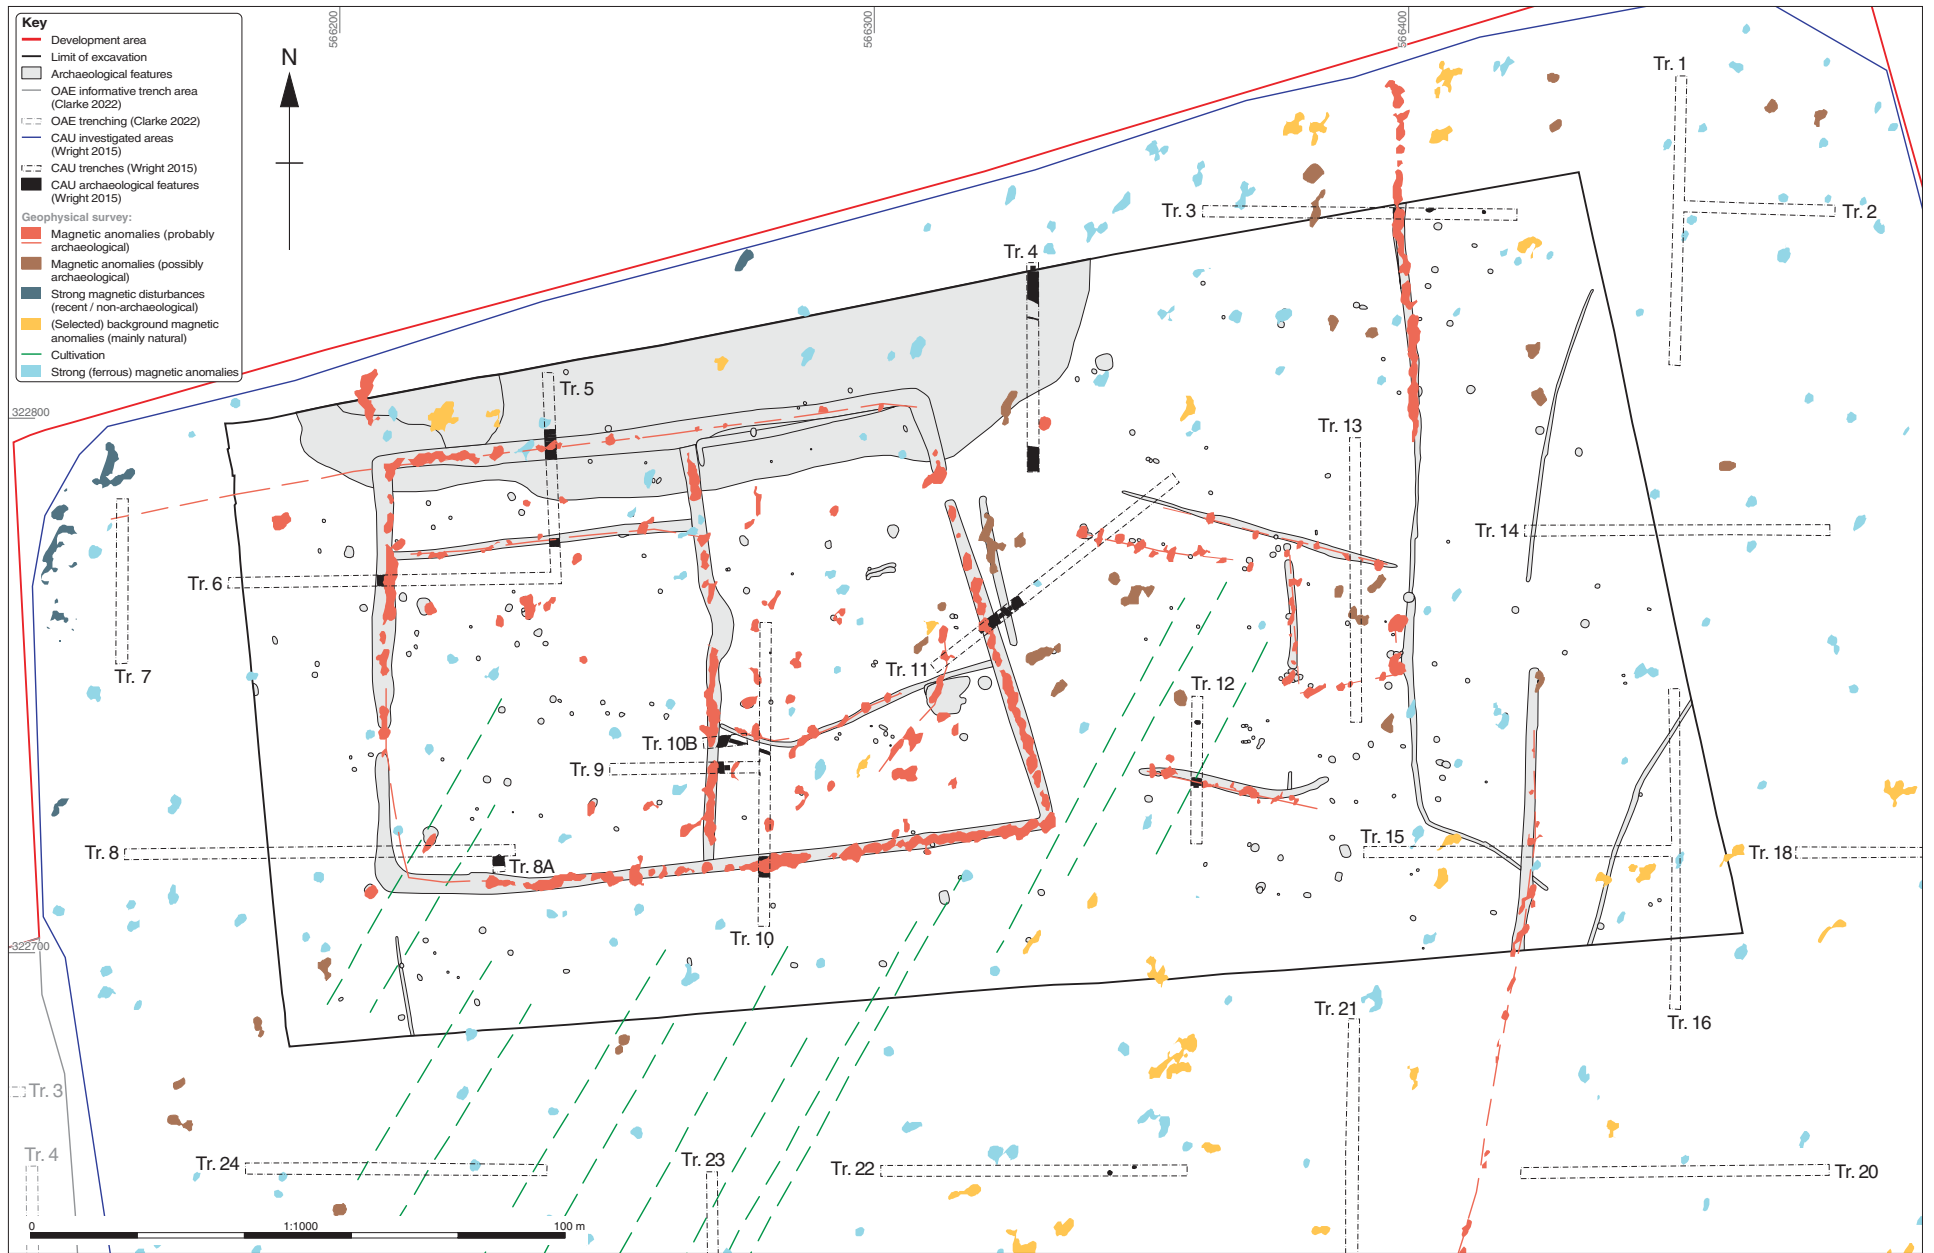 Key
Development area
Limit of excavation
Archaeological features
OAE informative trench area
(Clarke 2022)
OAE trenching (Clarke 2022)
CAU investigated areas
(Wright 2015)
CAU trenches (Wright 2015)
CAU archaeological features
(Wright 2015)
Geophysical survey:
Magnetic anomalies (probably
archaeological)
Magnetic anomalies (possibly
archaeological)
Strong magnetic disturbances
(recent / non-archaeological)
(Selected) background magnetic
anomalies (mainly natural)
Cultivation
Strong (ferrous) magnetic anomalies
566200
566300
566400
N
Tr. 1
Tr. 3
Tr. 2
Tr. 4
Tr. 5
322800
Tr. 13
Tr. 14
Tr. 6
Tr. 7
Tr. 11
Tr. 12
Tr. 10B
Tr. 9
Tr. 15
Tr. 8
Tr. 8A
Tr. 18
Tr. 10
322700
Tr. 21
Tr. 16
Tr. 3
Tr. 4
Tr. 24
Tr. 23
Tr. 22
Tr. 20
0
1:1000
100 m